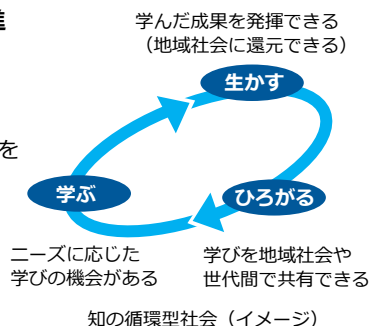 学んだ成果を発揮できる
（地域社会に還元できる）
生かす
を
学ぶ
ひろがる
ニーズに応じた
学びの機会がある
学びを地域社会や
世代間で共有できる
知の循環型社会（イメージ）